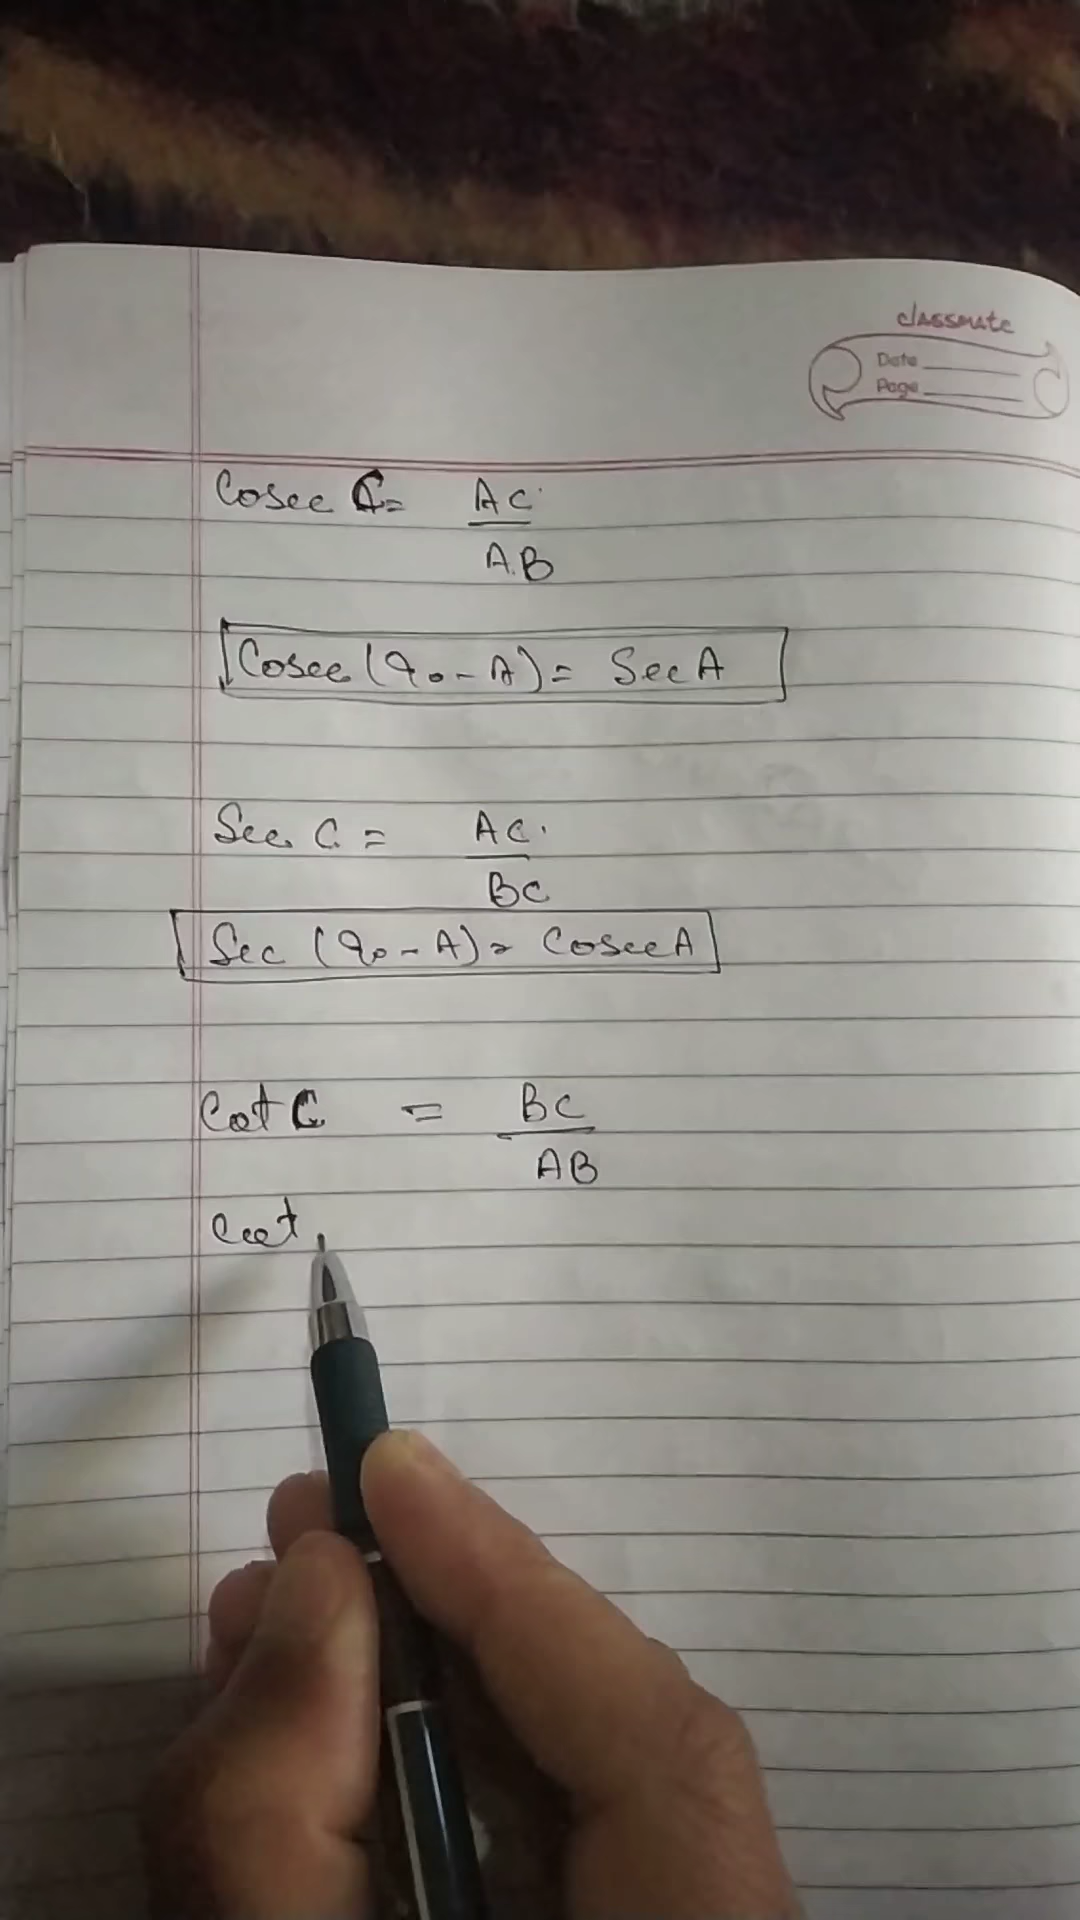 classmate
Date
Page
Cosec C = AC
AB
Cosec (90 - A) = Sec A
Sec C = AC
BC
Sec (90 - A) = Cosec A
Cot C = BC
AB
Cot